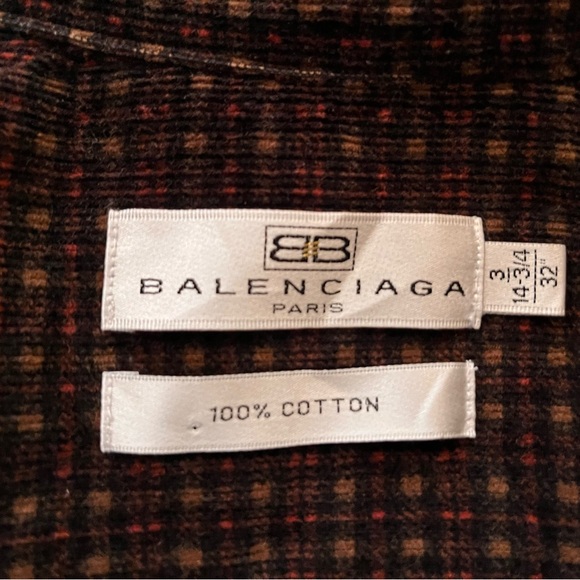 BB
BALENCIAGA
PARIS
3
14-3/4
32"
100% COTTON